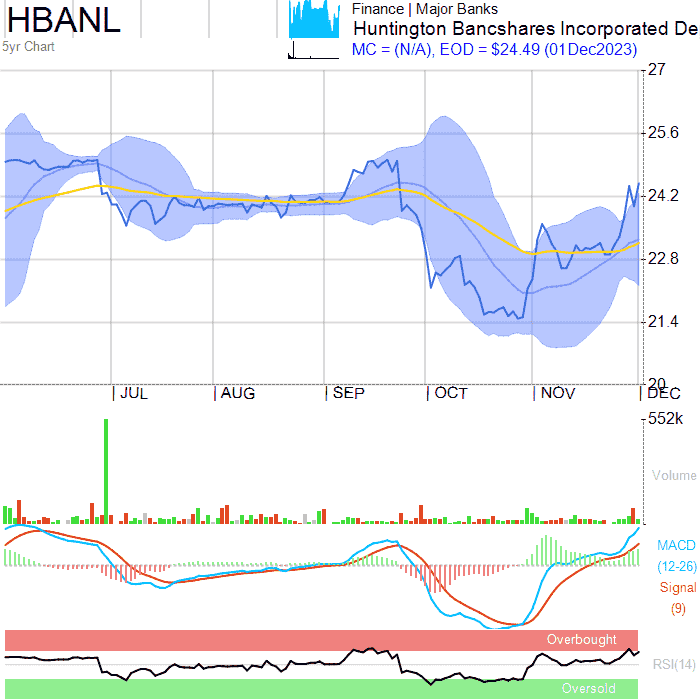 HBANL
5yr Chart
Finance | Major Banks
Huntington Bancshares Incorporated De
MC = (N/A), EOD = $24.49 (01Dec2023)
27
25.6
24.2
22.8
21.4
20
JUL AUG SEP OCT NOV DEC
552k
Volume
MACD
(12-26)
Signal
(9)
Overbought
RSI(14)
Oversold